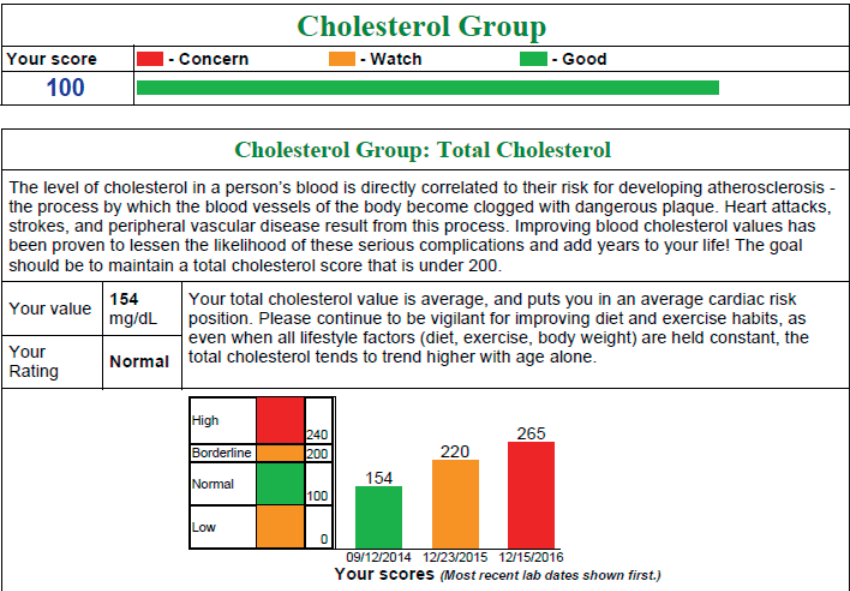 Cholesterol Group
Your score - Concern - Watch - Good
100
Cholesterol Group: Total Cholesterol
The level of cholesterol in a person's blood is directly correlated to their risk for developing atherosclerosis -
the process by which the blood vessels of the body become clogged with dangerous plaque. Heart attacks,
strokes, and peripheral vascular disease result from this process. Improving blood cholesterol values has
been proven to lessen the likelihood of these serious complications and add years to your life! The goal
should be to maintain a total cholesterol score that is under 200.
Your value
154
mg/dL
Your
Rating
Normal
Your total cholesterol value is average, and puts you in an average cardiac risk
position. Please continue to be vigilant for improving diet and exercise habits, as
even when all lifestyle factors (diet, exercise, body weight) are held constant, the
total cholesterol tends to trend higher with age alone.
High 240
Borderline 200
Normal 100
Low 0
154 220 265
09/12/2014 12/23/2015 12/15/2016
Your scores (Most recent lab dates shown first.)